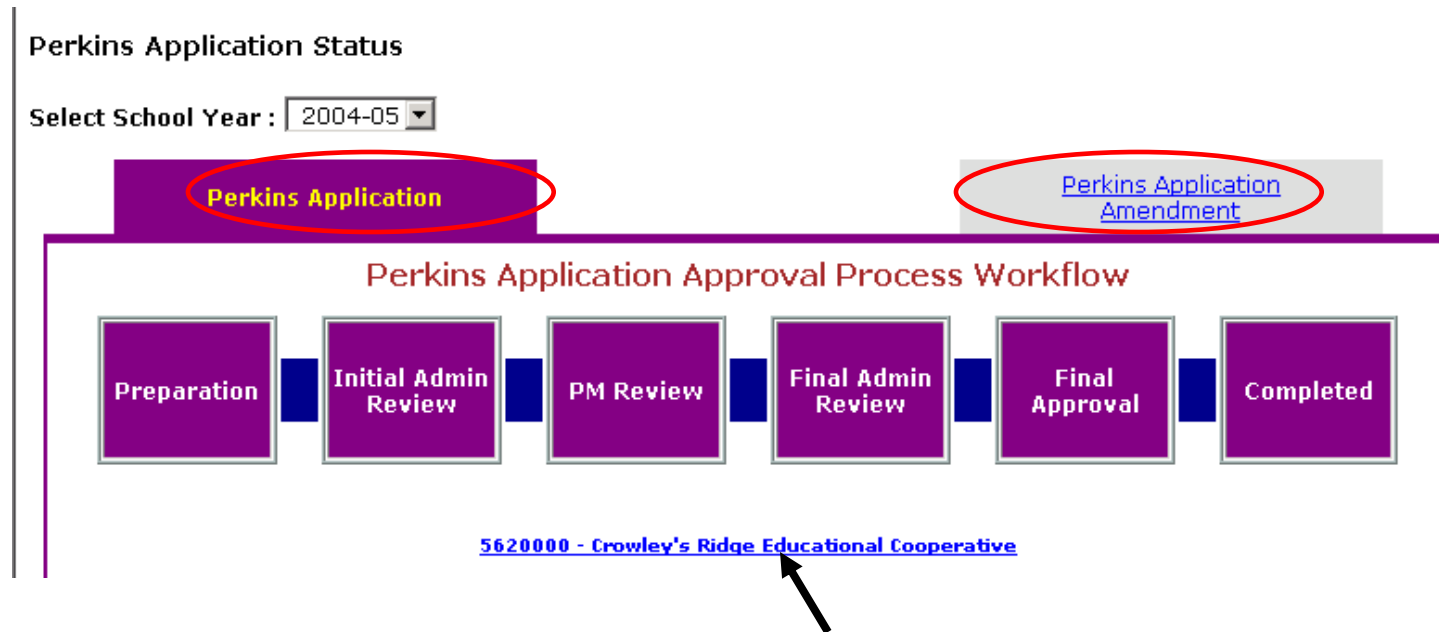 Perkins Application Status
Select School Year : 2004-05
Perkins Application
Perkins Application
Amendment
Perkins Application Approval Process Workflow
Preparation
Initial Admin
Review
PM Review
Final Admin
Review
Final
Approval
Completed
5620000 - Crowley's Ridge Educational Cooperative